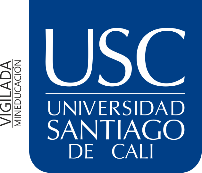 VIGILADA
MINEDUCACIÓN
USC
UNIVERSIDAD
SANTIAGO
DE CALI